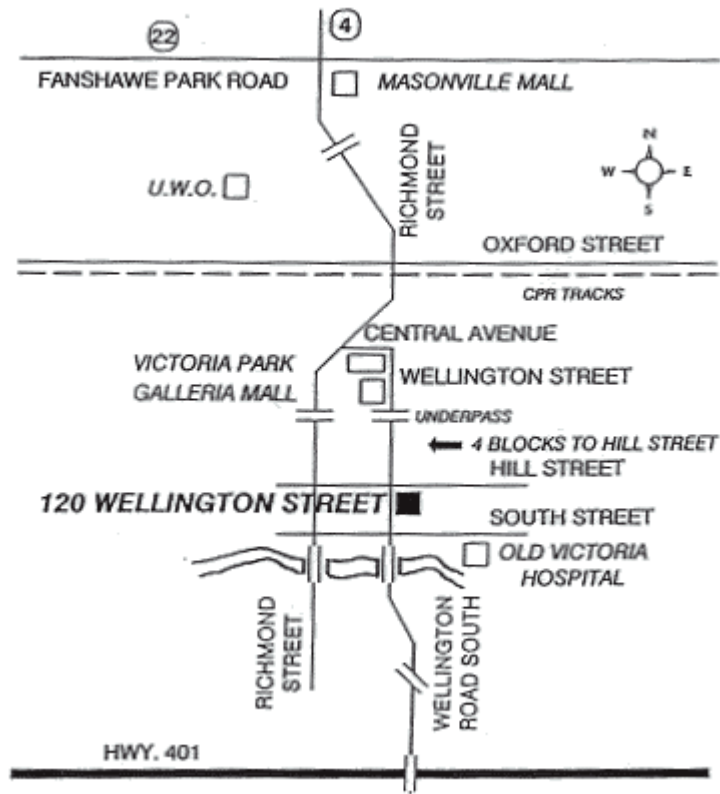 22
4
FANSHAWE PARK ROAD
MASONVILLE MALL
N
W
E
S
U.W.O.
RICHMOND
STREET
OXFORD STREET
CPR TRACKS
CENTRAL AVENUE
VICTORIA PARK
WELLINGTON STREET
GALLERIA MALL
UNDERPASS
4 BLOCKS TO HILL STREET
HILL STREET
120 WELLINGTON STREET
SOUTH STREET
OLD VICTORIA
HOSPITAL
RICHMOND
STREET
WELLINGTON
ROAD SOUTH
HWY. 401